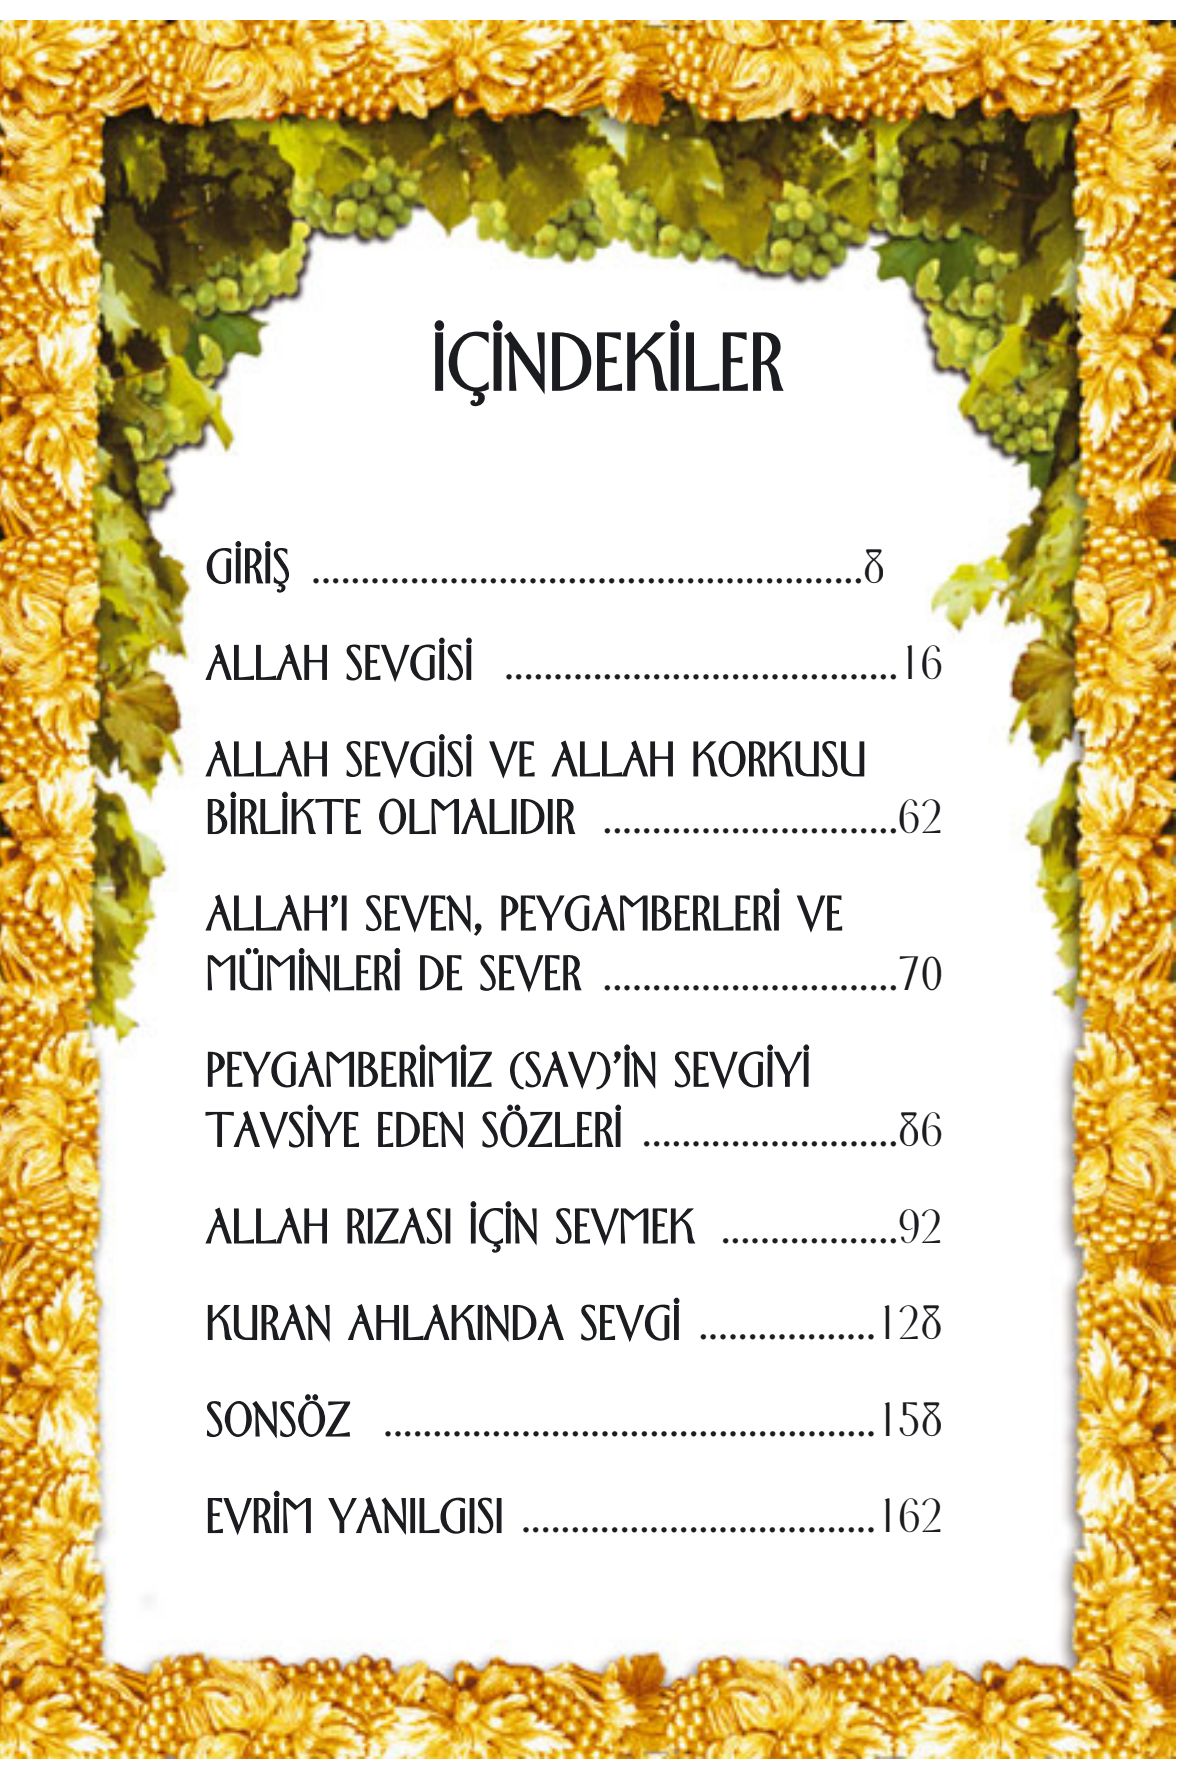 İÇİNDEKİLER
GİRİŞ ........................................................8
ALLAH SEVGİSİ ........................................16
ALLAH SEVGİSİ VE ALLAH KORKUSU
BİRLİKTE OLMALIDIR ..............................62
ALLAH'I SEVEN, PEYGAMBERLERİ VE
MÜMİNLERİ DE SEVER ..............................70
PEYGAMBERİMİZ (SAV)'İN SEVGİYİ
TAVSİYE EDEN SÖZLERİ ..........................86
ALLAH RIZASI İÇİN SEVMEK ..................92
KURAN AHLAKINDA SEVGİ ..................128
SONSÖZ ..................................................158
EVRİM YANILGISI ....................................162